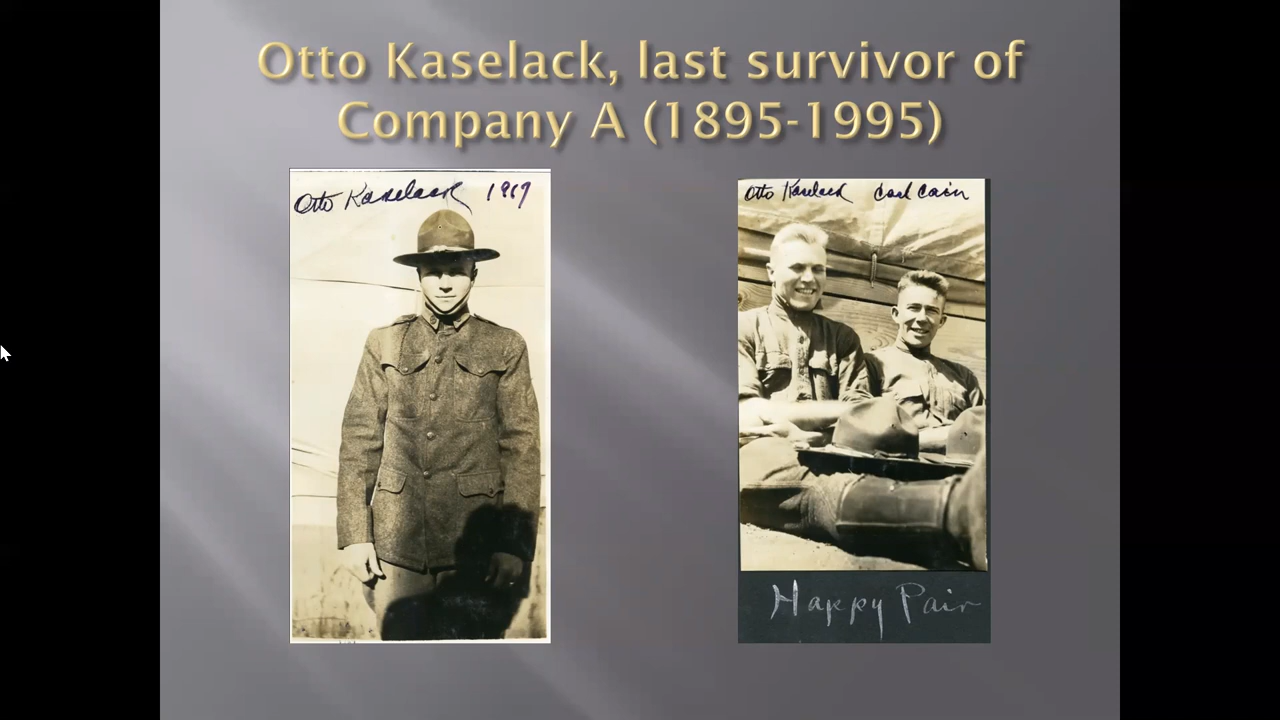 Otto Kaselack, last survivor of
Company A (1895-1995)
Otto Kaselack 1917
Otto Kaselack Carl Cain
Happy Pair